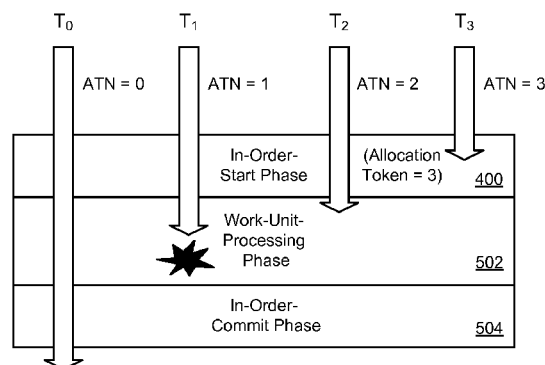 T0 T1 T2 T3
ATN = 0 ATN = 1 ATN = 2 ATN = 3
In-Order- (Allocation
Start Phase Token = 3) 400
Work-Unit-
Processing
Phase 502
In-Order-
Commit Phase 504